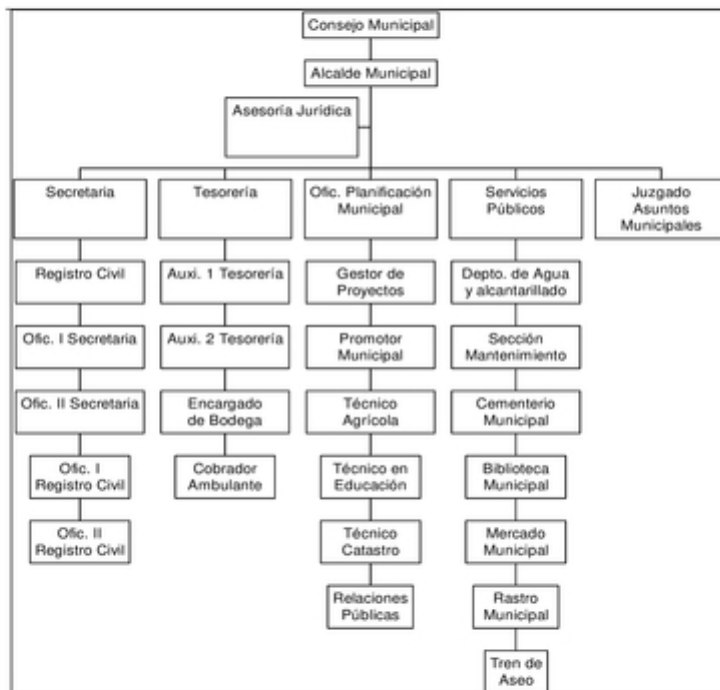 Consejo Municipal
Alcalde Municipal
Asesoría Jurídica
Secretaria
Tesorería
Ofic. Planificación
Municipal
Servicios
Públicos
Juzgado
Asuntos
Municipales
Registro Civil
Auxi. 1 Tesorería
Gestor de
Proyectos
Depto. de Agua
y alcantarillado
Ofic. I Secretaria
Auxi. 2 Tesorería
Promotor
Municipal
Sección
Mantenimiento
Ofic. II Secretaria
Encargado
de Bodega
Técnico
Agrícola
Cementerio
Municipal
Ofic. I
Registro Civil
Cobrador
Ambulante
Técnico en
Educación
Biblioteca
Municipal
Ofic. II
Registro Civil
Técnico
Catastro
Mercado
Municipal
Relaciones
Públicas
Rastro
Municipal
Tren de
Aseo